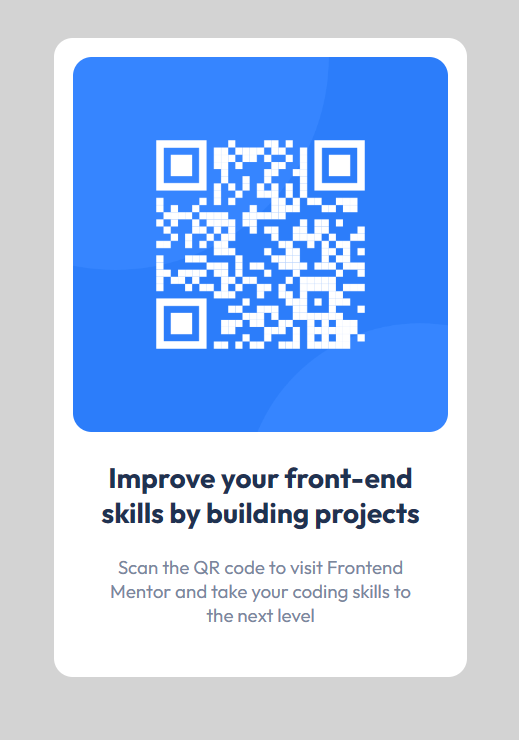 Improve your front-end
skills by building projects
Scan the QR code to visit Frontend
Mentor and take your coding skills to
the next level